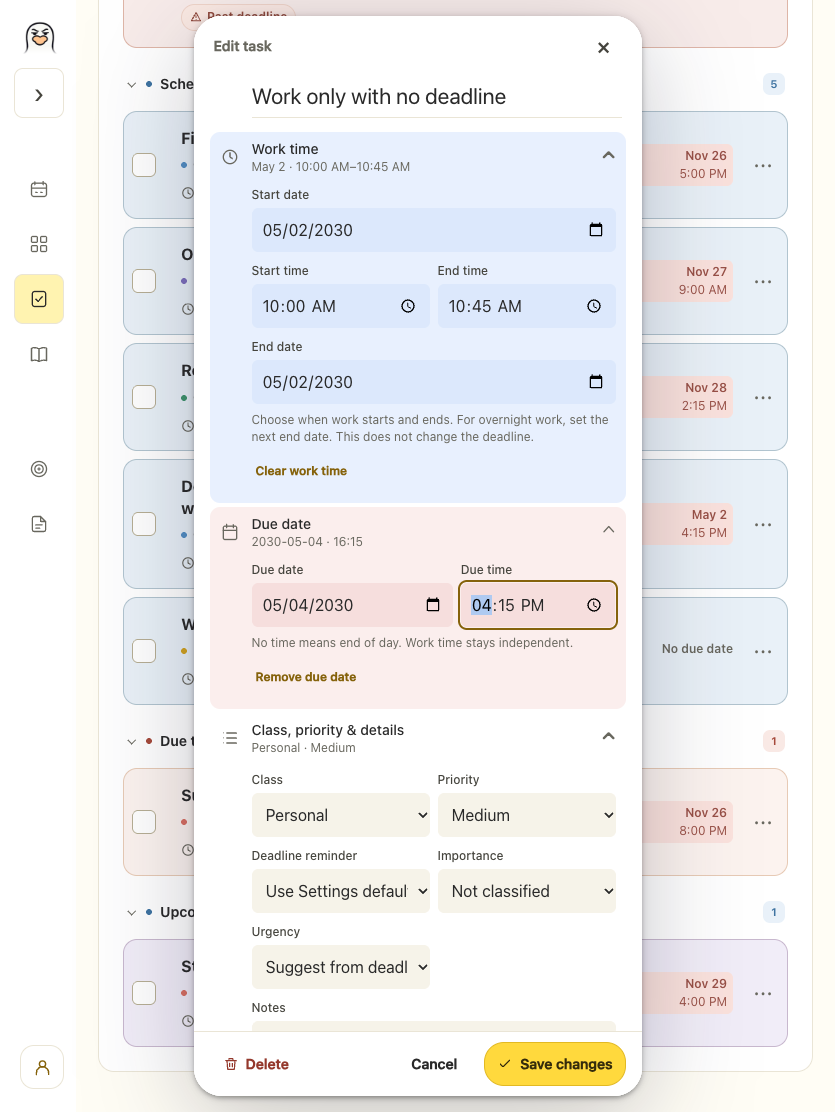 Past deadline
Edit task
Work only with no deadline
Work time
May 2 · 10:00 AM–10:45 AM
Start date
05/02/2030
Start time
End time
10:00 AM
10:45 AM
End date
05/02/2030
Choose when work starts and ends. For overnight work, set the
next end date. This does not change the deadline.
Clear work time
Due date
2030-05-04 · 16:15
Due date
Due time
05/04/2030
04:15 PM
No time means end of day. Work time stays independent.
Remove due date
Class, priority & details
Personal · Medium
Class
Priority
Personal
Medium
Deadline reminder
Importance
Use Settings defaul
Not classified
Urgency
Suggest from deadl
Notes
Delete
Cancel
Save changes
Sche
5
Fi
Nov 26
5:00 PM
Nov 27
9:00 AM
Nov 28
2:15 PM
May 2
4:15 PM
No due date
Due t
1
Nov 26
8:00 PM
Upco
1
St
Nov 29
4:00 PM